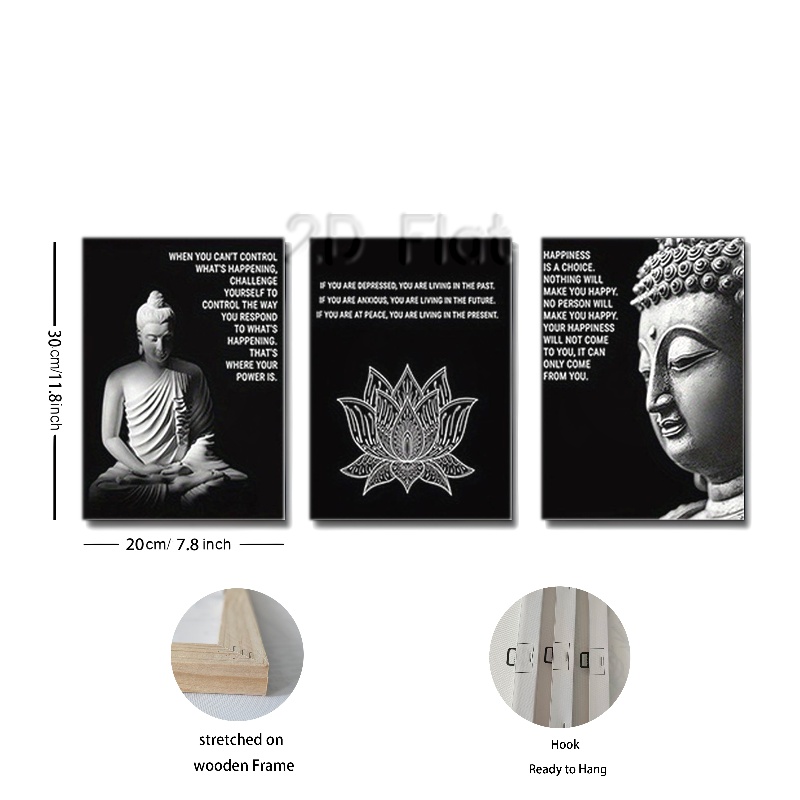 2D Flat
WHEN YOU CAN'T CONTROL
WHAT'S HAPPENING,
CHALLENGE
YOURSELF TO
CONTROL THE WAY
YOU RESPOND
TO WHAT'S
HAPPENING.
THAT'S
WHERE YOUR
POWER IS.
IF YOU ARE DEPRESSED, YOU ARE LIVING IN THE PAST.
IF YOU ARE ANXIOUS, YOU ARE LIVING IN THE FUTURE.
IF YOU ARE AT PEACE, YOU ARE LIVING IN THE PRESENT.
HAPPINESS
IS A CHOICE.
NOTHING WILL
MAKE YOU HAPPY.
NO PERSON WILL
MAKE YOU HAPPY.
YOUR HAPPINESS
WILL NOT COME
TO YOU, IT CAN
ONLY COME
FROM YOU.
30cm/11.8inch
20cm/ 7.8 inch
stretched on
wooden Frame
Hook
Ready to Hang